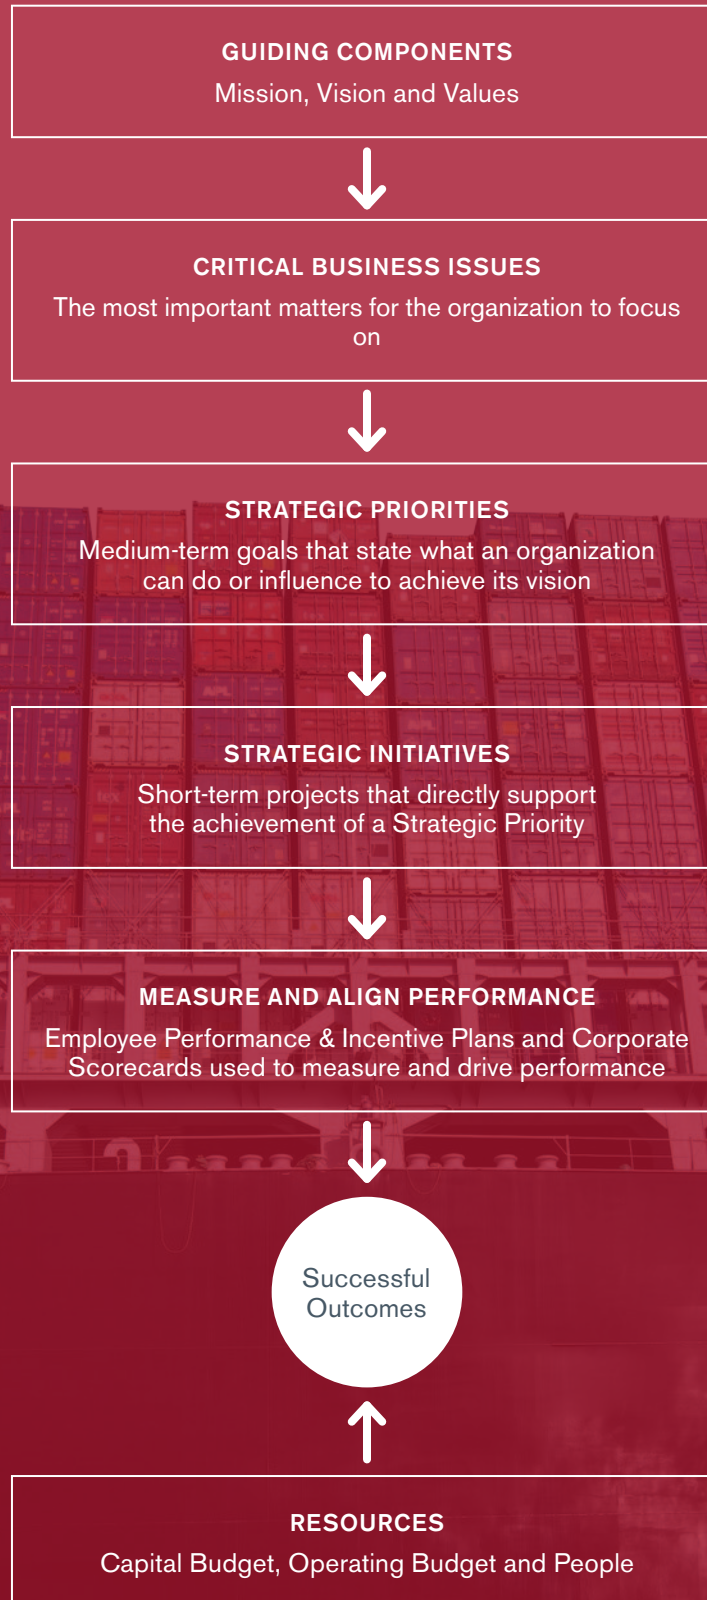 GUIDING COMPONENTS
Mission, Vision and Values
CRITICAL BUSINESS ISSUES
The most important matters for the organization to focus
on
STRATEGIC PRIORITIES
Medium-term goals that state what an organization
can do or influence to achieve its vision
STRATEGIC INITIATIVES
Short-term projects that directly support
the achievement of a Strategic Priority
MEASURE AND ALIGN PERFORMANCE
Employee Performance & Incentive Plans and Corporate
Scorecards used to measure and drive performance
Successful
Outcomes
RESOURCES
Capital Budget, Operating Budget and People